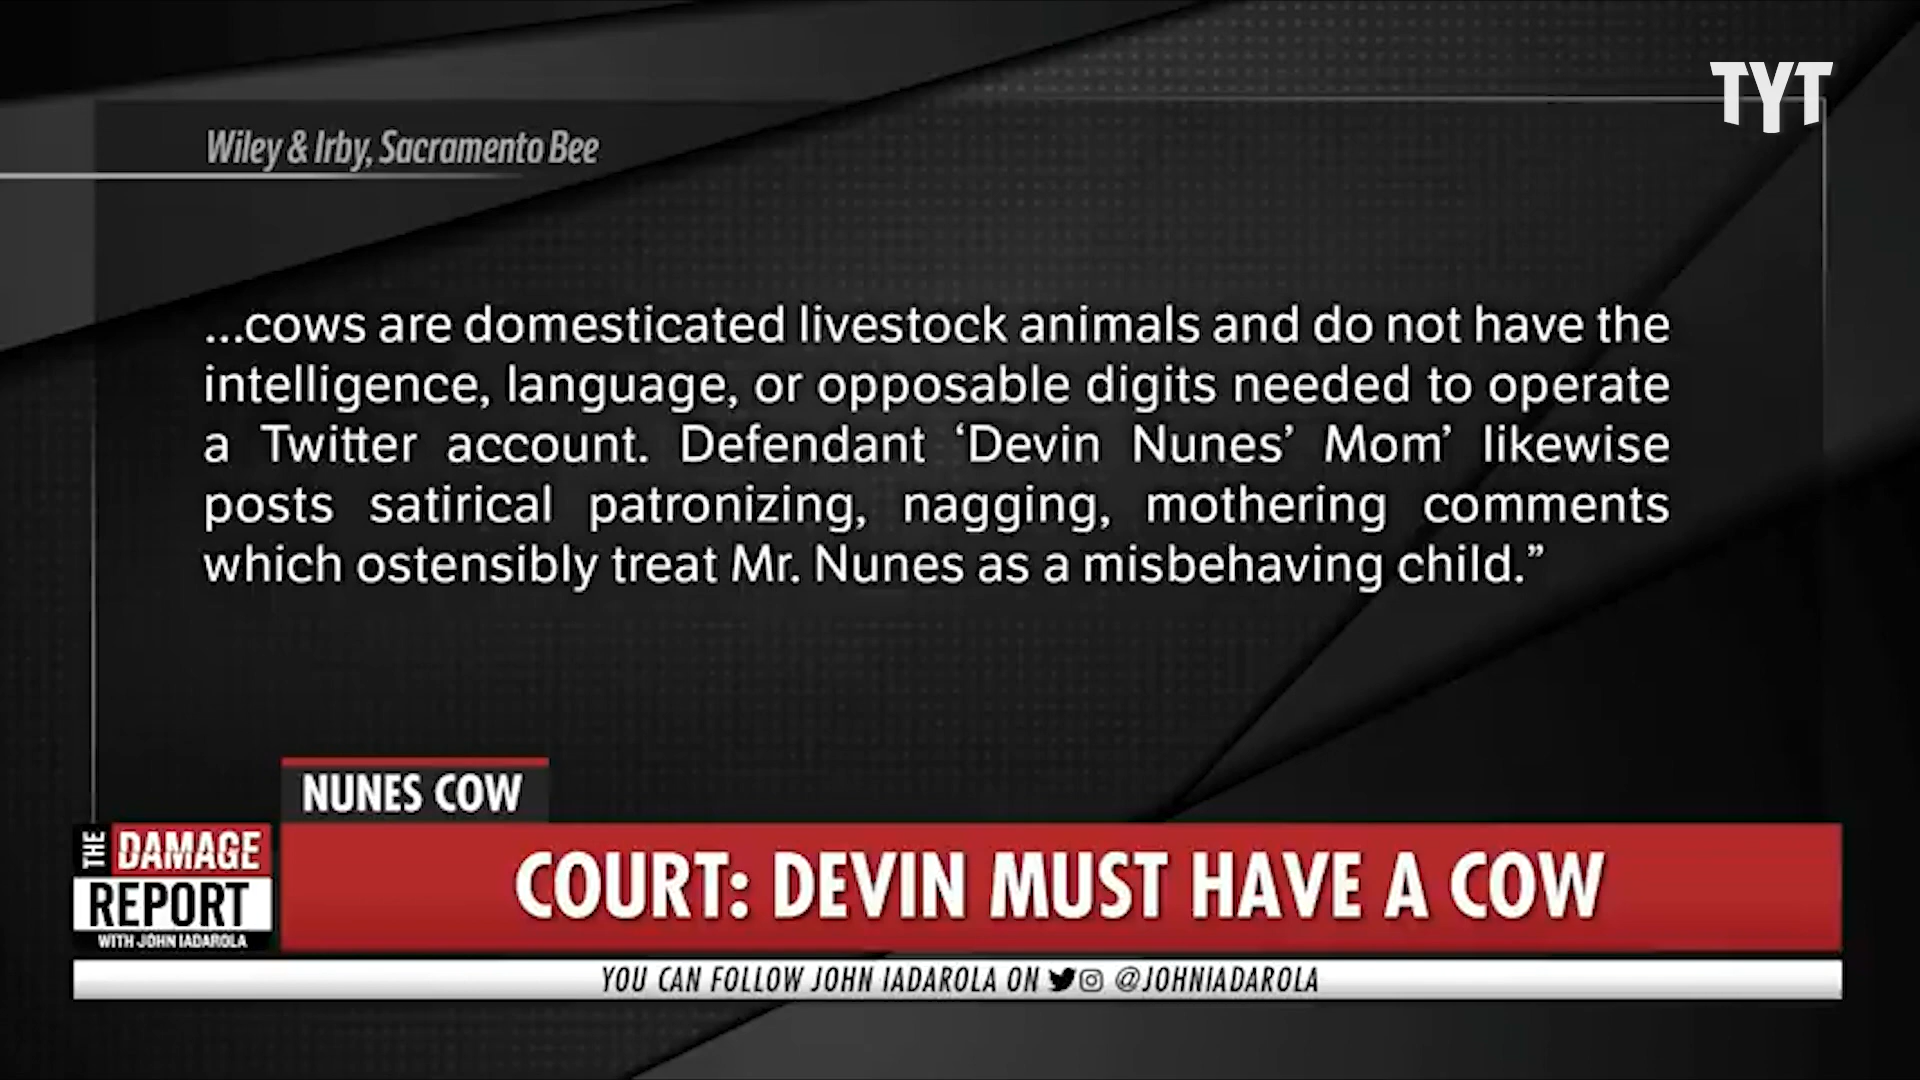 TYT
Wiley & Irby, Sacramento Bee
...cows are domesticated livestock animals and do not have the
intelligence, language, or opposable digits needed to operate
a Twitter account. Defendant ‘Devin Nunes’ Mom’ likewise
posts satirical patronizing, nagging, mothering comments
which ostensibly treat Mr. Nunes as a misbehaving child.”
NUNES COW
THE DAMAGE
REPORT
WITH JOHN IADAROLA
COURT: DEVIN MUST HAVE A COW
YOU CAN FOLLOW JOHN IADAROLA ON @JOHNIADAROLA